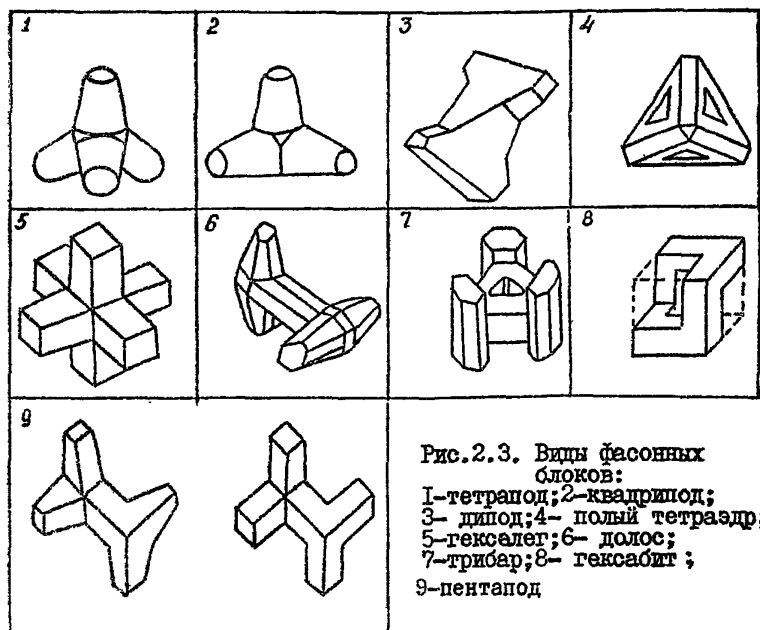 1
2
3
4
5
6
7
8
9
Рис.2.3. Виды фасонных
блоков:
I-тетрапод;2-квадрипод;
3- дипод;4- полый тетраэдр;
5-гексалег;6- долос;
7-трибар;8- гексабит ;
9-пентапод